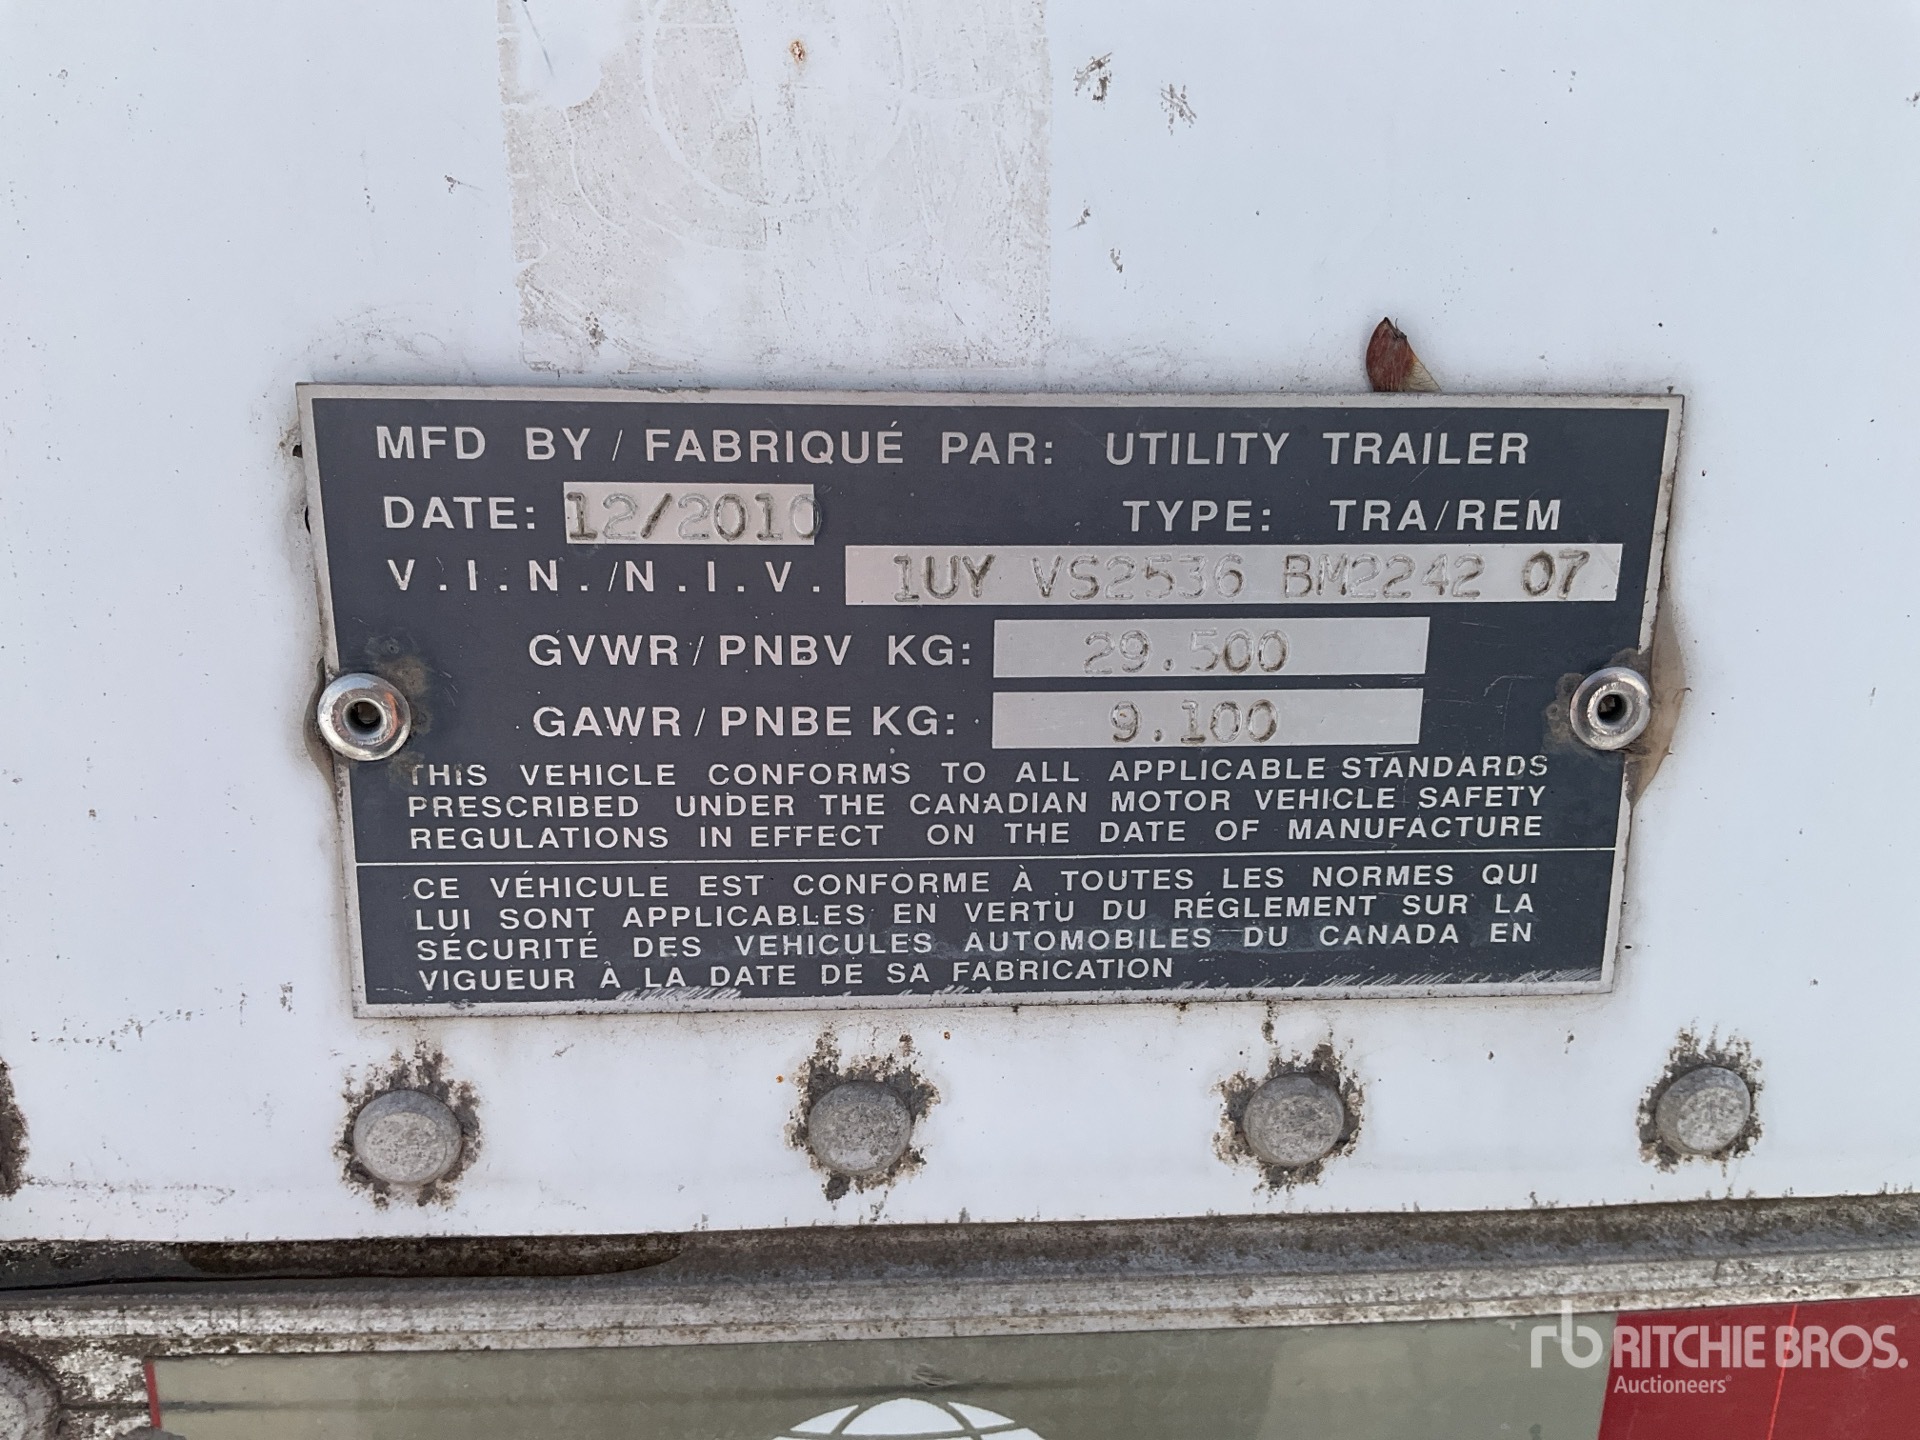 MFD BY / FABRIQUÉ PAR: UTILITY TRAILER
DATE: 12/2010 TYPE: TRA/REM
V.I.N./N.I.V. 1UY VS2536 BM2242 07
GVWR/PNBV KG: 29.500
GAWR/PNBE KG: 9.100
THIS VEHICLE CONFORMS TO ALL APPLICABLE STANDARDS
PRESCRIBED UNDER THE CANADIAN MOTOR VEHICLE SAFETY
REGULATIONS IN EFFECT ON THE DATE OF MANUFACTURE
CE VÉHICULE EST CONFORME À TOUTES LES NORMES QUI
LUI SONT APPLICABLES EN VERTU DU RÉGLEMENT SUR LA
SÉCURITÉ DES VEHICULES AUTOMOBILES DU CANADA EN
VIGUEUR À LA DATE DE SA FABRICATION
rb RITCHIE BROS.
Auctioneers